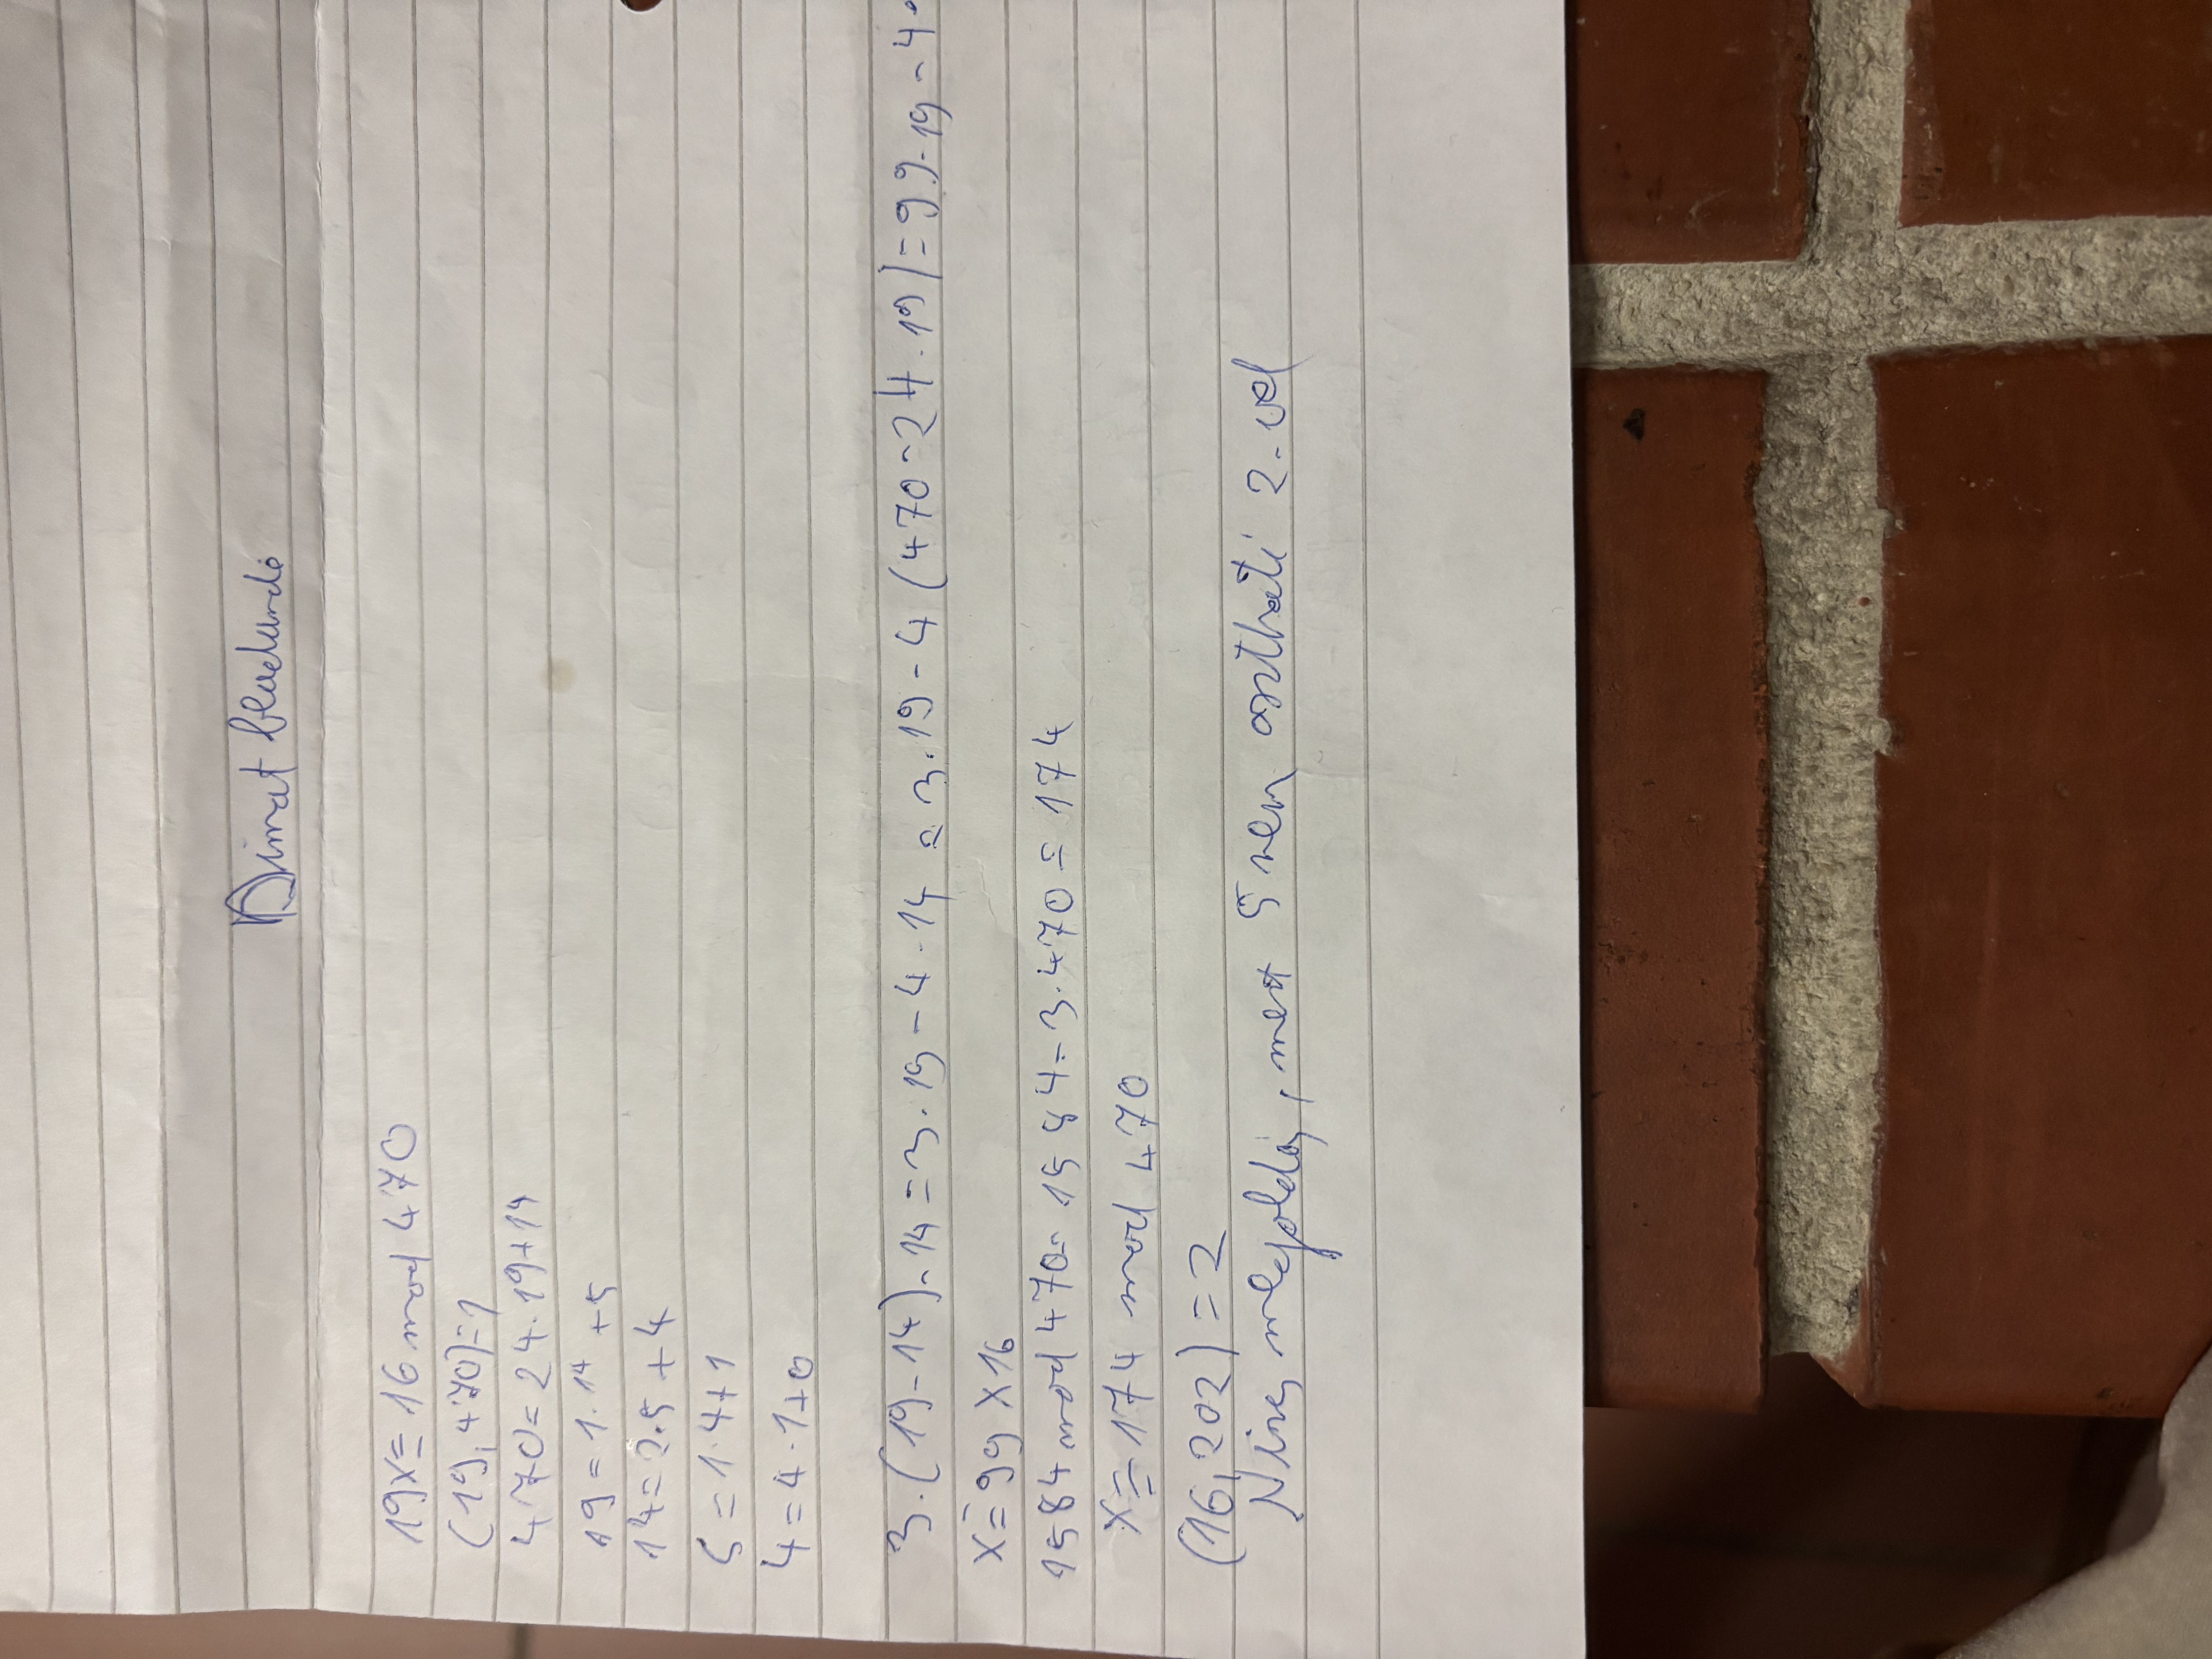 Dimat beadandó
19x ≡ 16 mod 470
(19, 470) = 1
470 = 24 · 19 + 14
19 = 1 · 14 + 5
14 = 2 · 5 + 4
5 = 1 · 4 + 1
4 = 4 · 1 + 0
3 · (19 - 14) - 14 = 3 · 19 - 4 · 14 = 3 · 19 - 4 (470 - 24 · 19) = 99 · 19 - 4 ·
x ≡ 99 × 16
1584 mod 470 = 1584 - 3 · 470 = 174
x ≡ 174 mod 470
(16, 202) = 2
Nincs megoldás, mert 5 nem osztható 2-vel